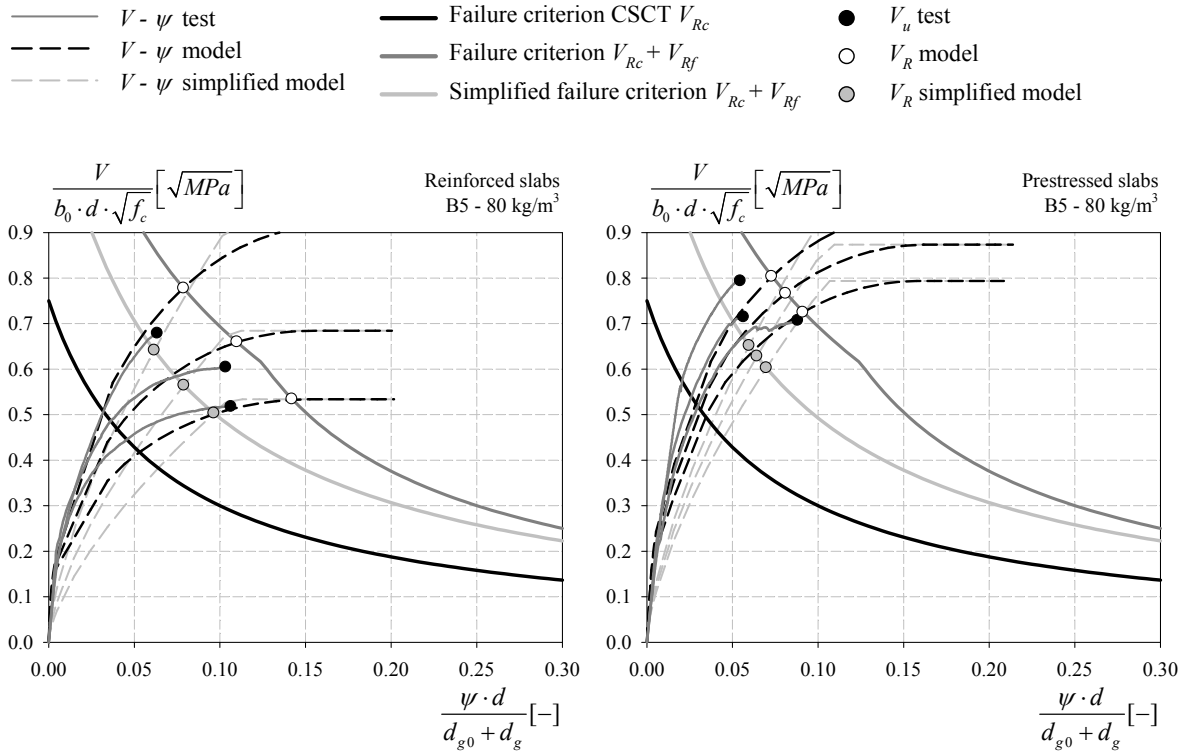 V - ψ test
V - ψ model
V - ψ simplified model
Failure criterion CSCT V_Rc
Failure criterion V_Rc + V_Rf
Simplified failure criterion V_Rc + V_Rf
V_u test
V_R model
V_R simplified model
V / (b_0 · d · √f_c) [√MPa]
Reinforced slabs
B5 - 80 kg/m³
0.9
0.8
0.7
0.6
0.5
0.4
0.3
0.2
0.1
0.0
0.00 0.05 0.10 0.15 0.20 0.25 0.30
ψ · d / (d_g0 + d_g) [-]
V / (b_0 · d · √f_c) [√MPa]
Prestressed slabs
B5 - 80 kg/m³
0.9
0.8
0.7
0.6
0.5
0.4
0.3
0.2
0.1
0.0
0.00 0.05 0.10 0.15 0.20 0.25 0.30
ψ · d / (d_g0 + d_g) [-]